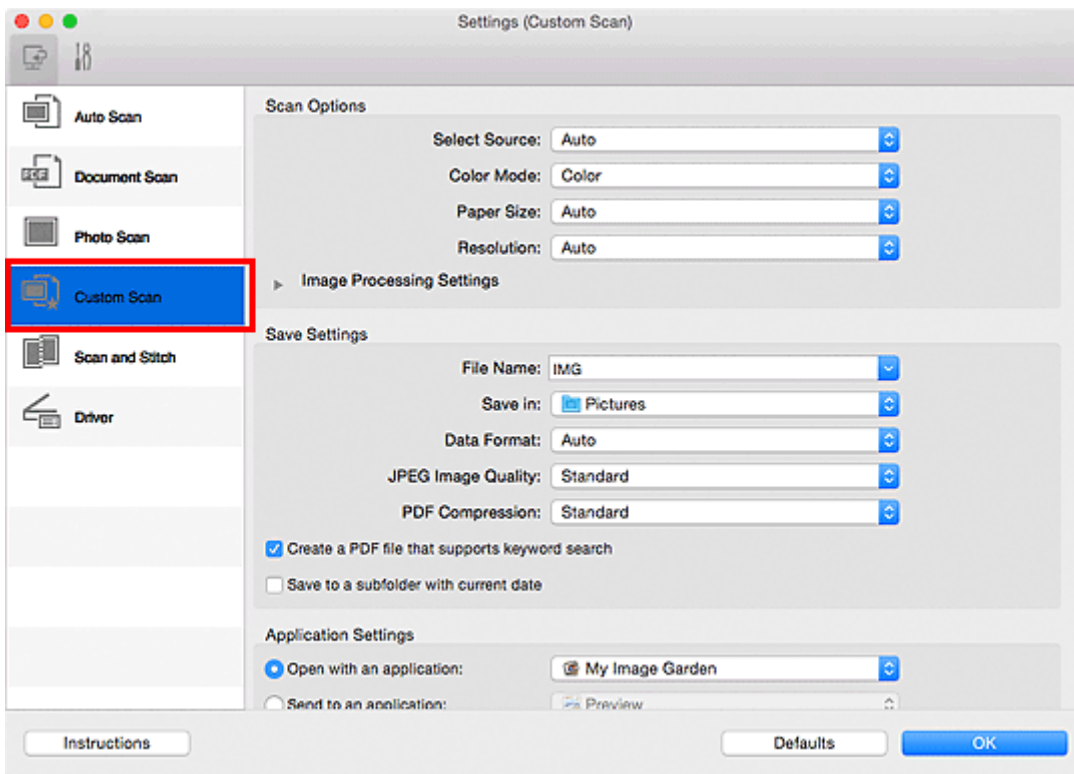 Settings (Custom Scan)
Auto Scan
Document Scan
Photo Scan
Custom Scan
Scan and Stitch
Driver
Scan Options
Select Source: Auto
Color Mode: Color
Paper Size: Auto
Resolution: Auto
Image Processing Settings
Save Settings
File Name: IMG
Save in: Pictures
Data Format: Auto
JPEG Image Quality: Standard
PDF Compression: Standard
Create a PDF file that supports keyword search
Save to a subfolder with current date
Application Settings
Open with an application: My Image Garden
Send to an application: Preview
Instructions
Defaults
OK